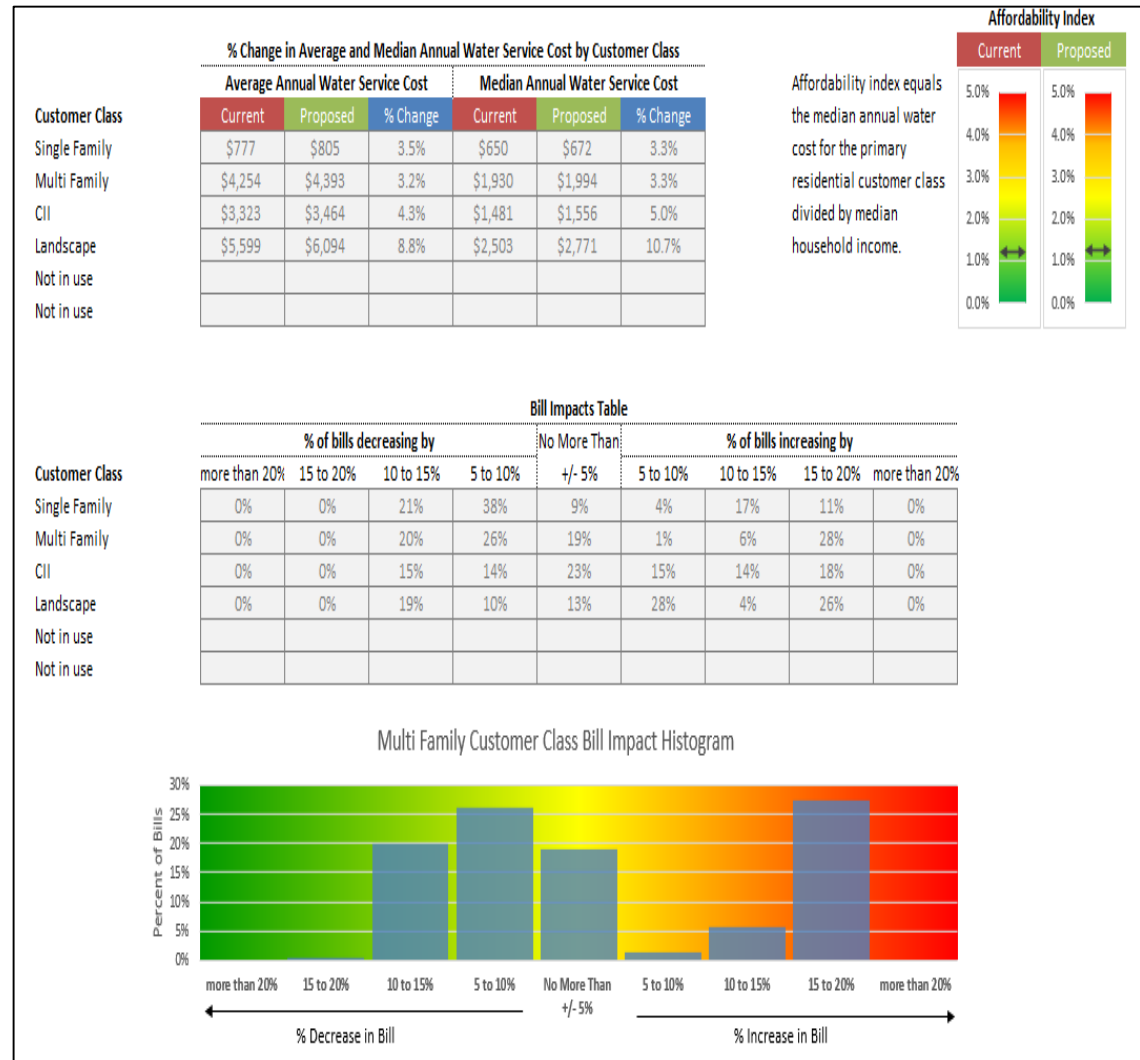 Affordability Index
% Change in Average and Median Annual Water Service Cost by Customer Class
Current Proposed
Average Annual Water Service Cost Median Annual Water Service Cost
Customer Class Current Proposed % Change Current Proposed % Change
Single Family $777 $805 3.5% $650 $672 3.3%
Multi Family $4,254 $4,393 3.2% $1,930 $1,994 3.3%
CII $3,323 $3,464 4.3% $1,481 $1,556 5.0%
Landscape $5,599 $6,094 8.8% $2,503 $2,771 10.7%
Not in use
Not in use
Affordability index equals
the median annual water
cost for the primary
residential customer class
divided by median
household income.
5.0% 5.0%
4.0% 4.0%
3.0% 3.0%
2.0% 2.0%
1.0% 1.0%
0.0% 0.0%
Bill Impacts Table
% of bills decreasing by No More Than % of bills increasing by
Customer Class more than 20% 15 to 20% 10 to 15% 5 to 10% +/- 5% 5 to 10% 10 to 15% 15 to 20% more than 20%
Single Family 0% 0% 21% 38% 9% 4% 17% 11% 0%
Multi Family 0% 0% 20% 26% 19% 1% 6% 28% 0%
CII 0% 0% 15% 14% 23% 15% 14% 18% 0%
Landscape 0% 0% 19% 10% 13% 28% 4% 26% 0%
Not in use
Not in use
Multi Family Customer Class Bill Impact Histogram
Percent of Bills
30%
25%
20%
15%
10%
5%
0%
more than 20% 15 to 20% 10 to 15% 5 to 10% No More Than 5 to 10% 10 to 15% 15 to 20% more than 20%
+/- 5%
% Decrease in Bill % Increase in Bill